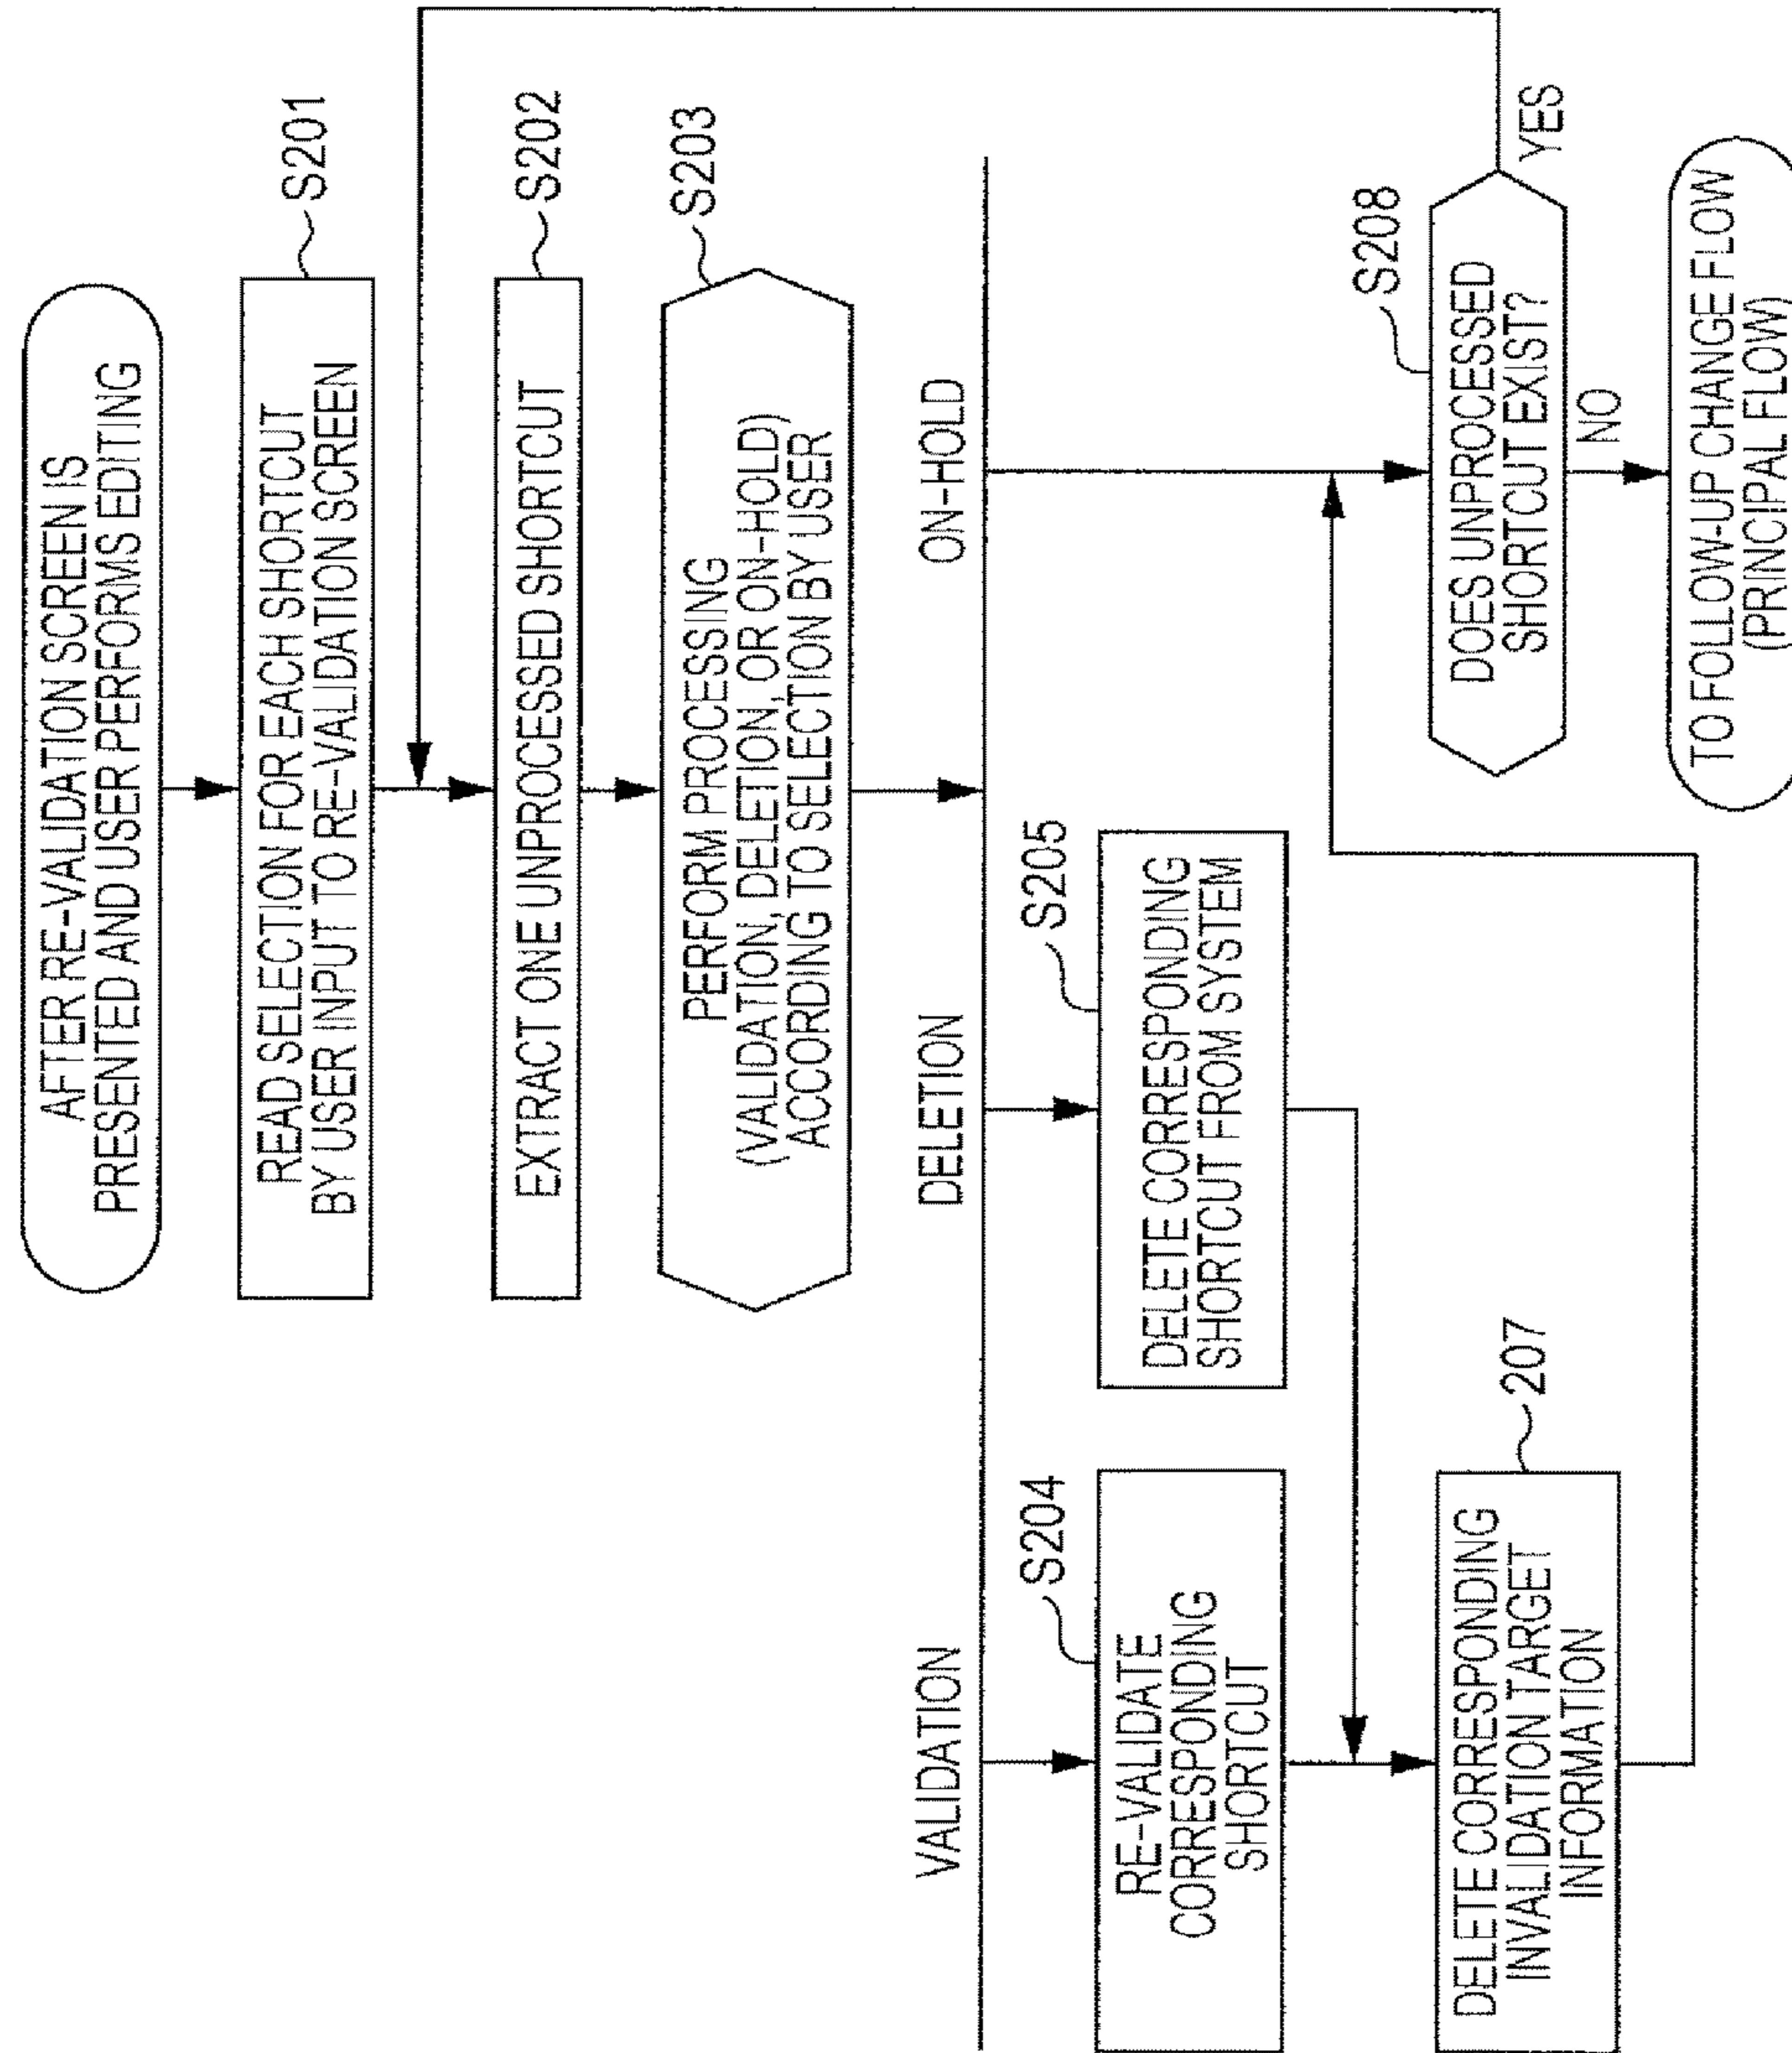 AFTER RE-VALIDATION SCREEN IS
PRESENTED AND USER PERFORMS EDITING
S201
READ SELECTION FOR EACH SHORTCUT
BY USER INPUT TO RE-VALIDATION SCREEN
S202
EXTRACT ONE UNPROCESSED SHORTCUT
S203
PERFORM PROCESSING
(VALIDATION, DELETION, OR ON-HOLD)
ACCORDING TO SELECTION BY USER
VALIDATION
DELETION
ON-HOLD
S204
RE-VALIDATE
CORRESPONDING
SHORTCUT
S205
DELETE CORRESPONDING
SHORTCUT FROM SYSTEM
207
DELETE CORRESPONDING
INVALIDATION TARGET
INFORMATION
S208
DOES UNPROCESSED
SHORTCUT EXIST?
YES
NO
TO FOLLOW-UP CHANGE FLOW
(PRINCIPAL FLOW)